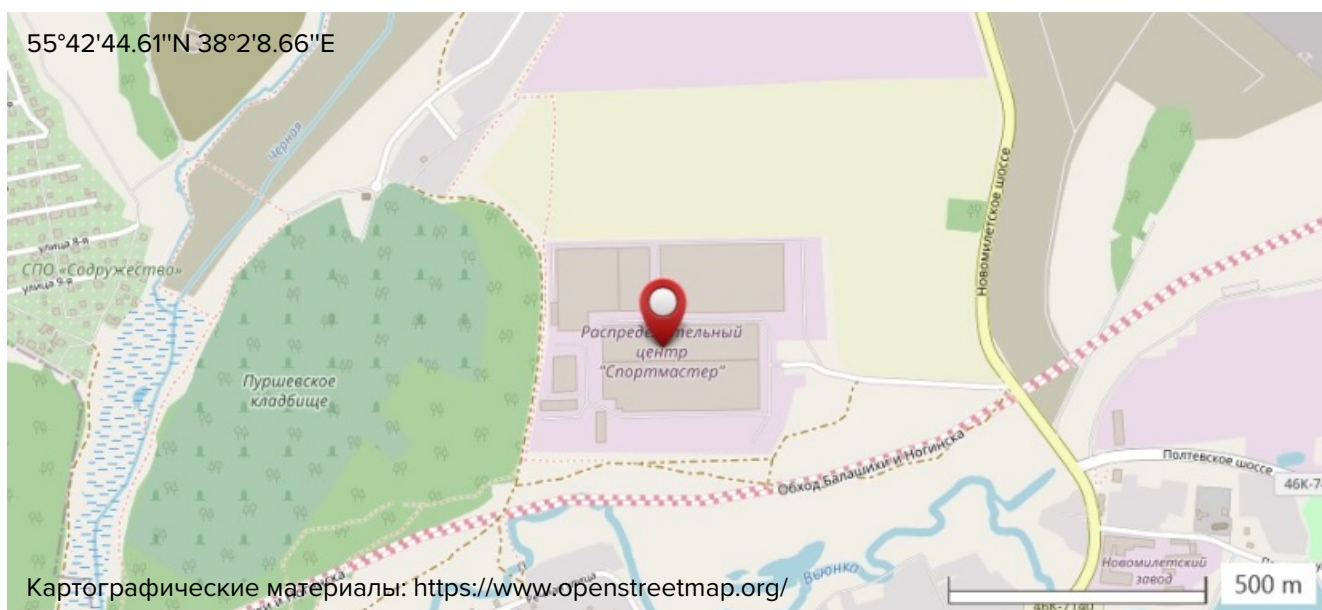 55°42'44.61"N 38°2'8.66"E
Черная
улица 8-я
СПО «Содружество»
улица 9-я
Новомилетское шоссе
Распределительный
центр
"Спортмастер"
Пуршевское
кладбище
Обход Балашихи и Ногинска
Полтевское шоссе
46К-7
Вьюнка
Новомилетский
завод
46К-7140
500 m
Картографические материалы: https://www.openstreetmap.org/